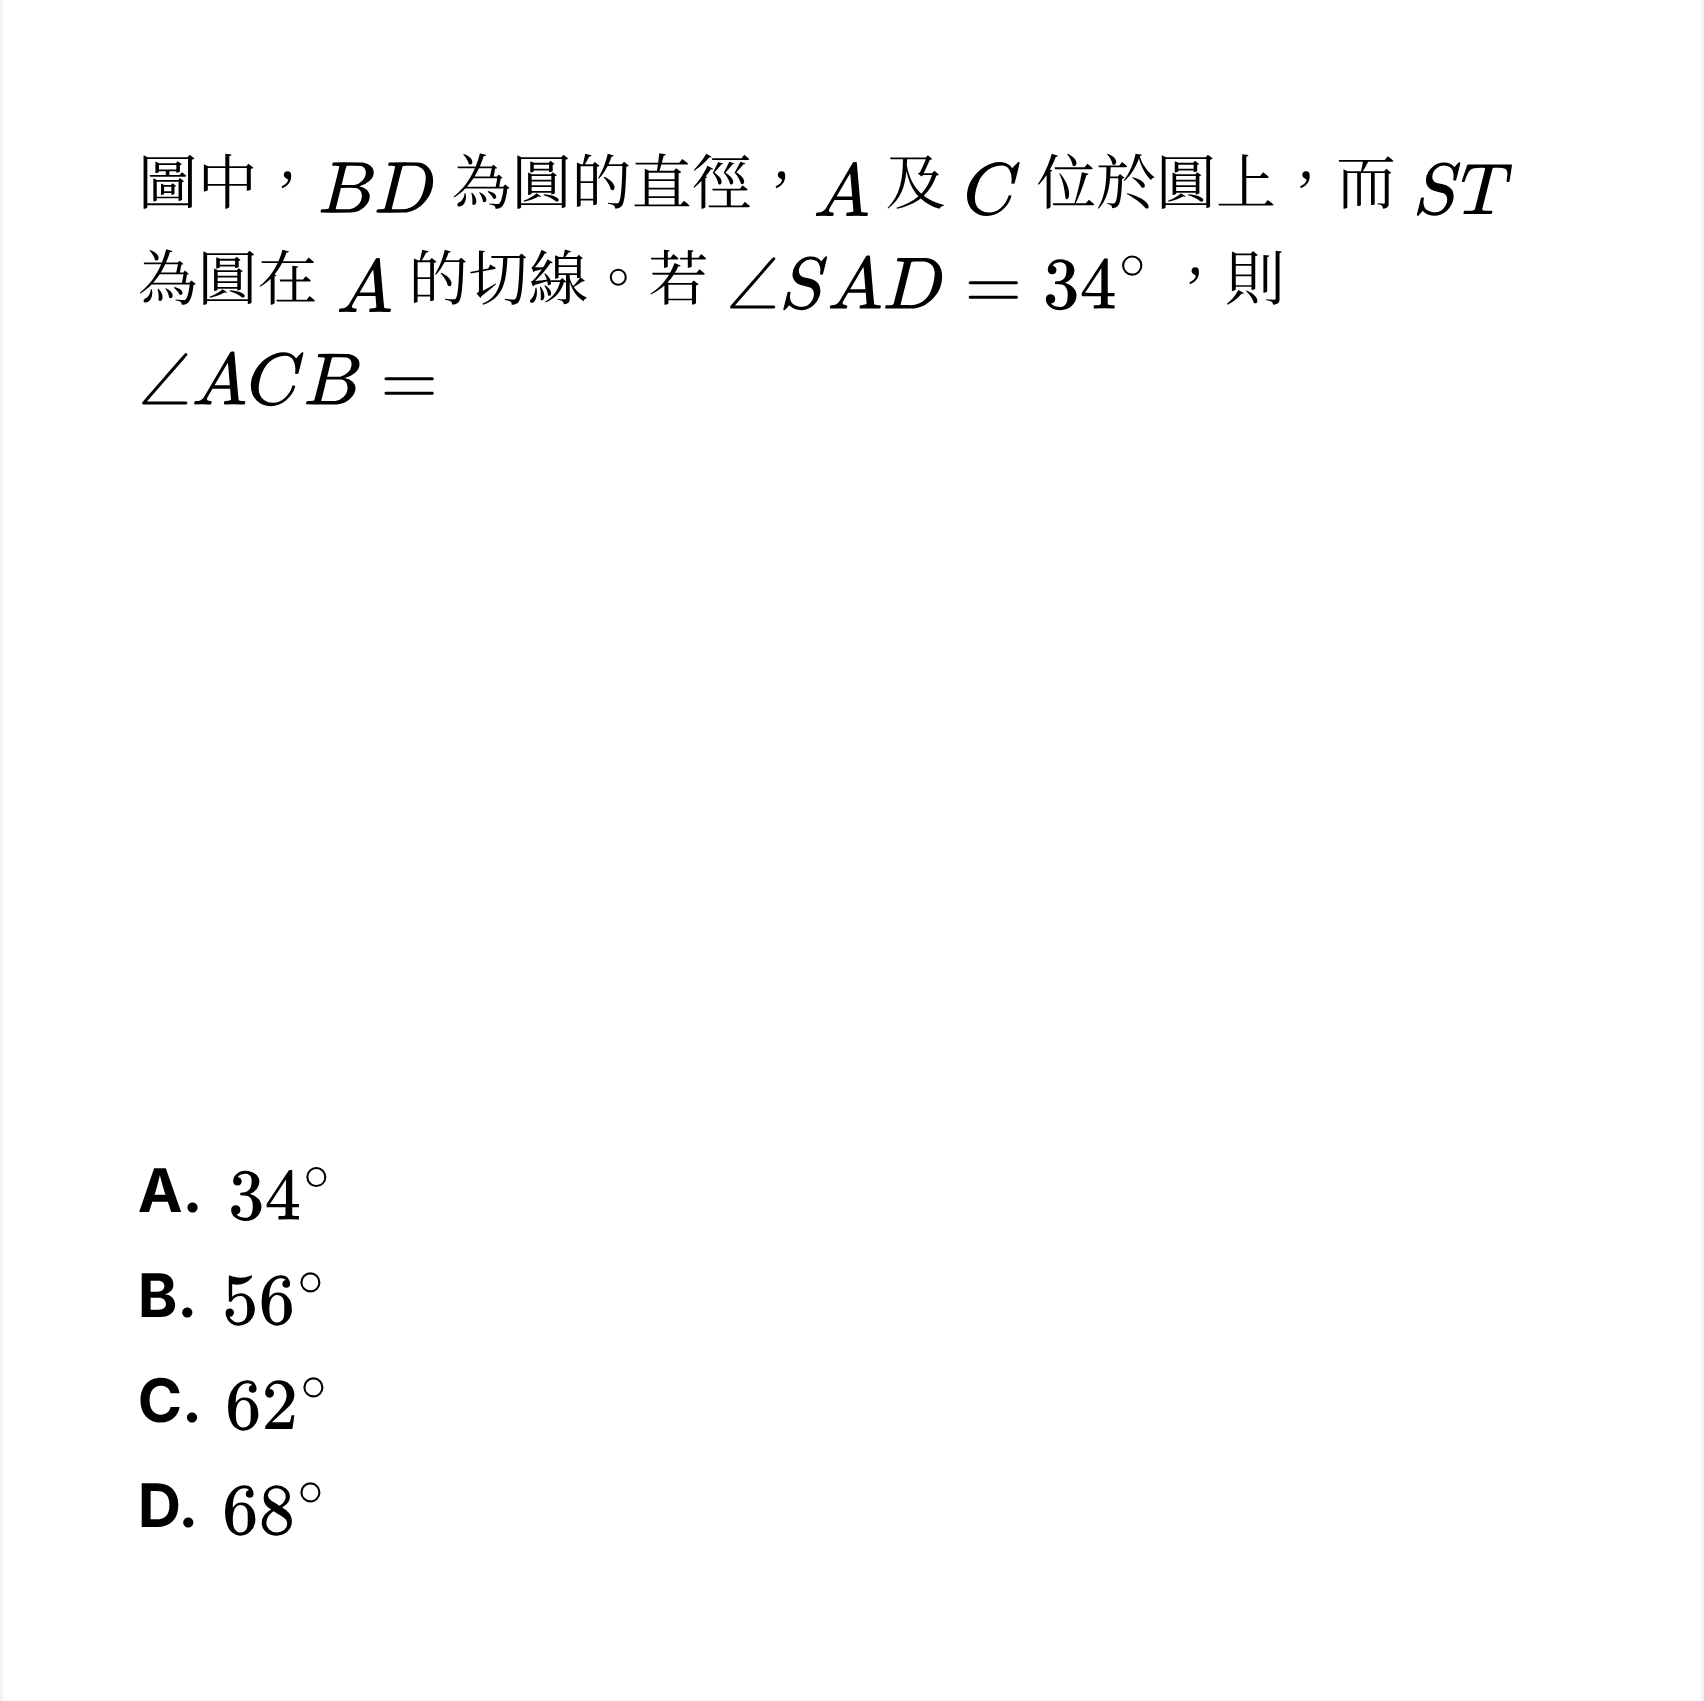 圖中，BD 為圓的直徑，A 及 C 位於圓上，而 ST
為圓在 A 的切線。若 ∠SAD = 34° ，則
∠ACB =
A. 34°
B. 56°
C. 62°
D. 68°